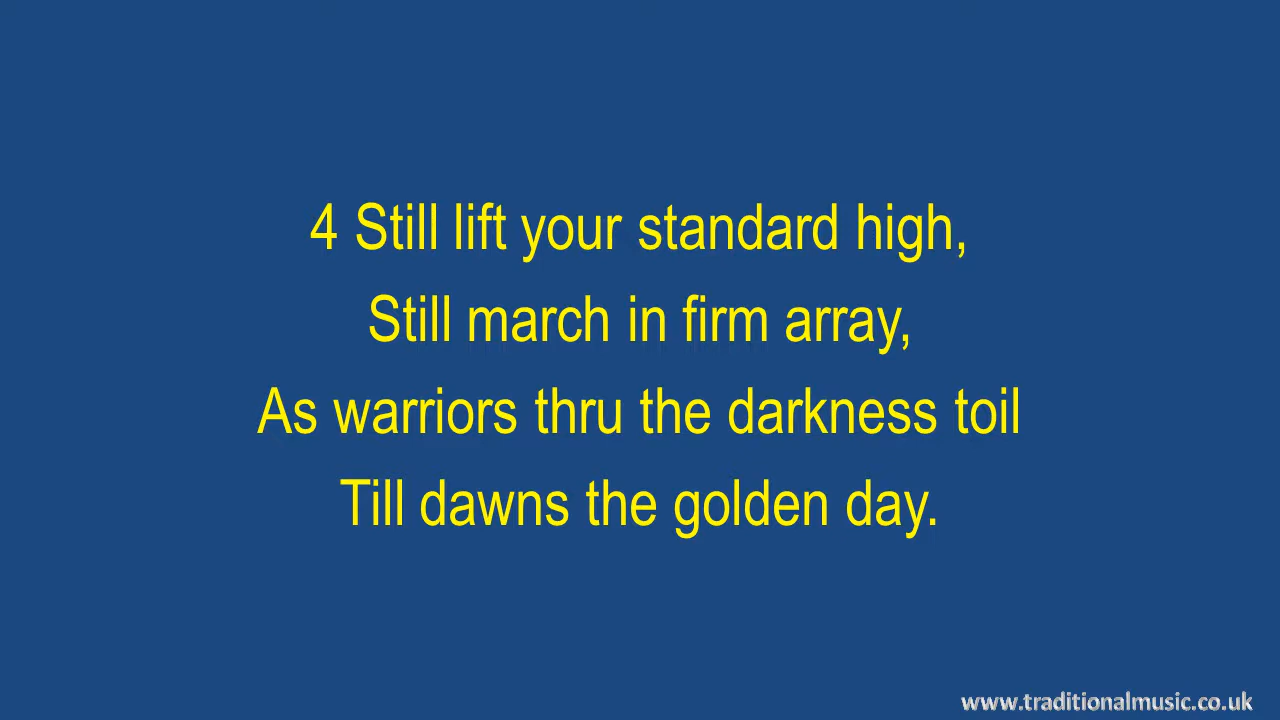 4 Still lift your standard high,
Still march in firm array,
As warriors thru the darkness toil
Till dawns the golden day.
www.traditionalmusic.co.uk